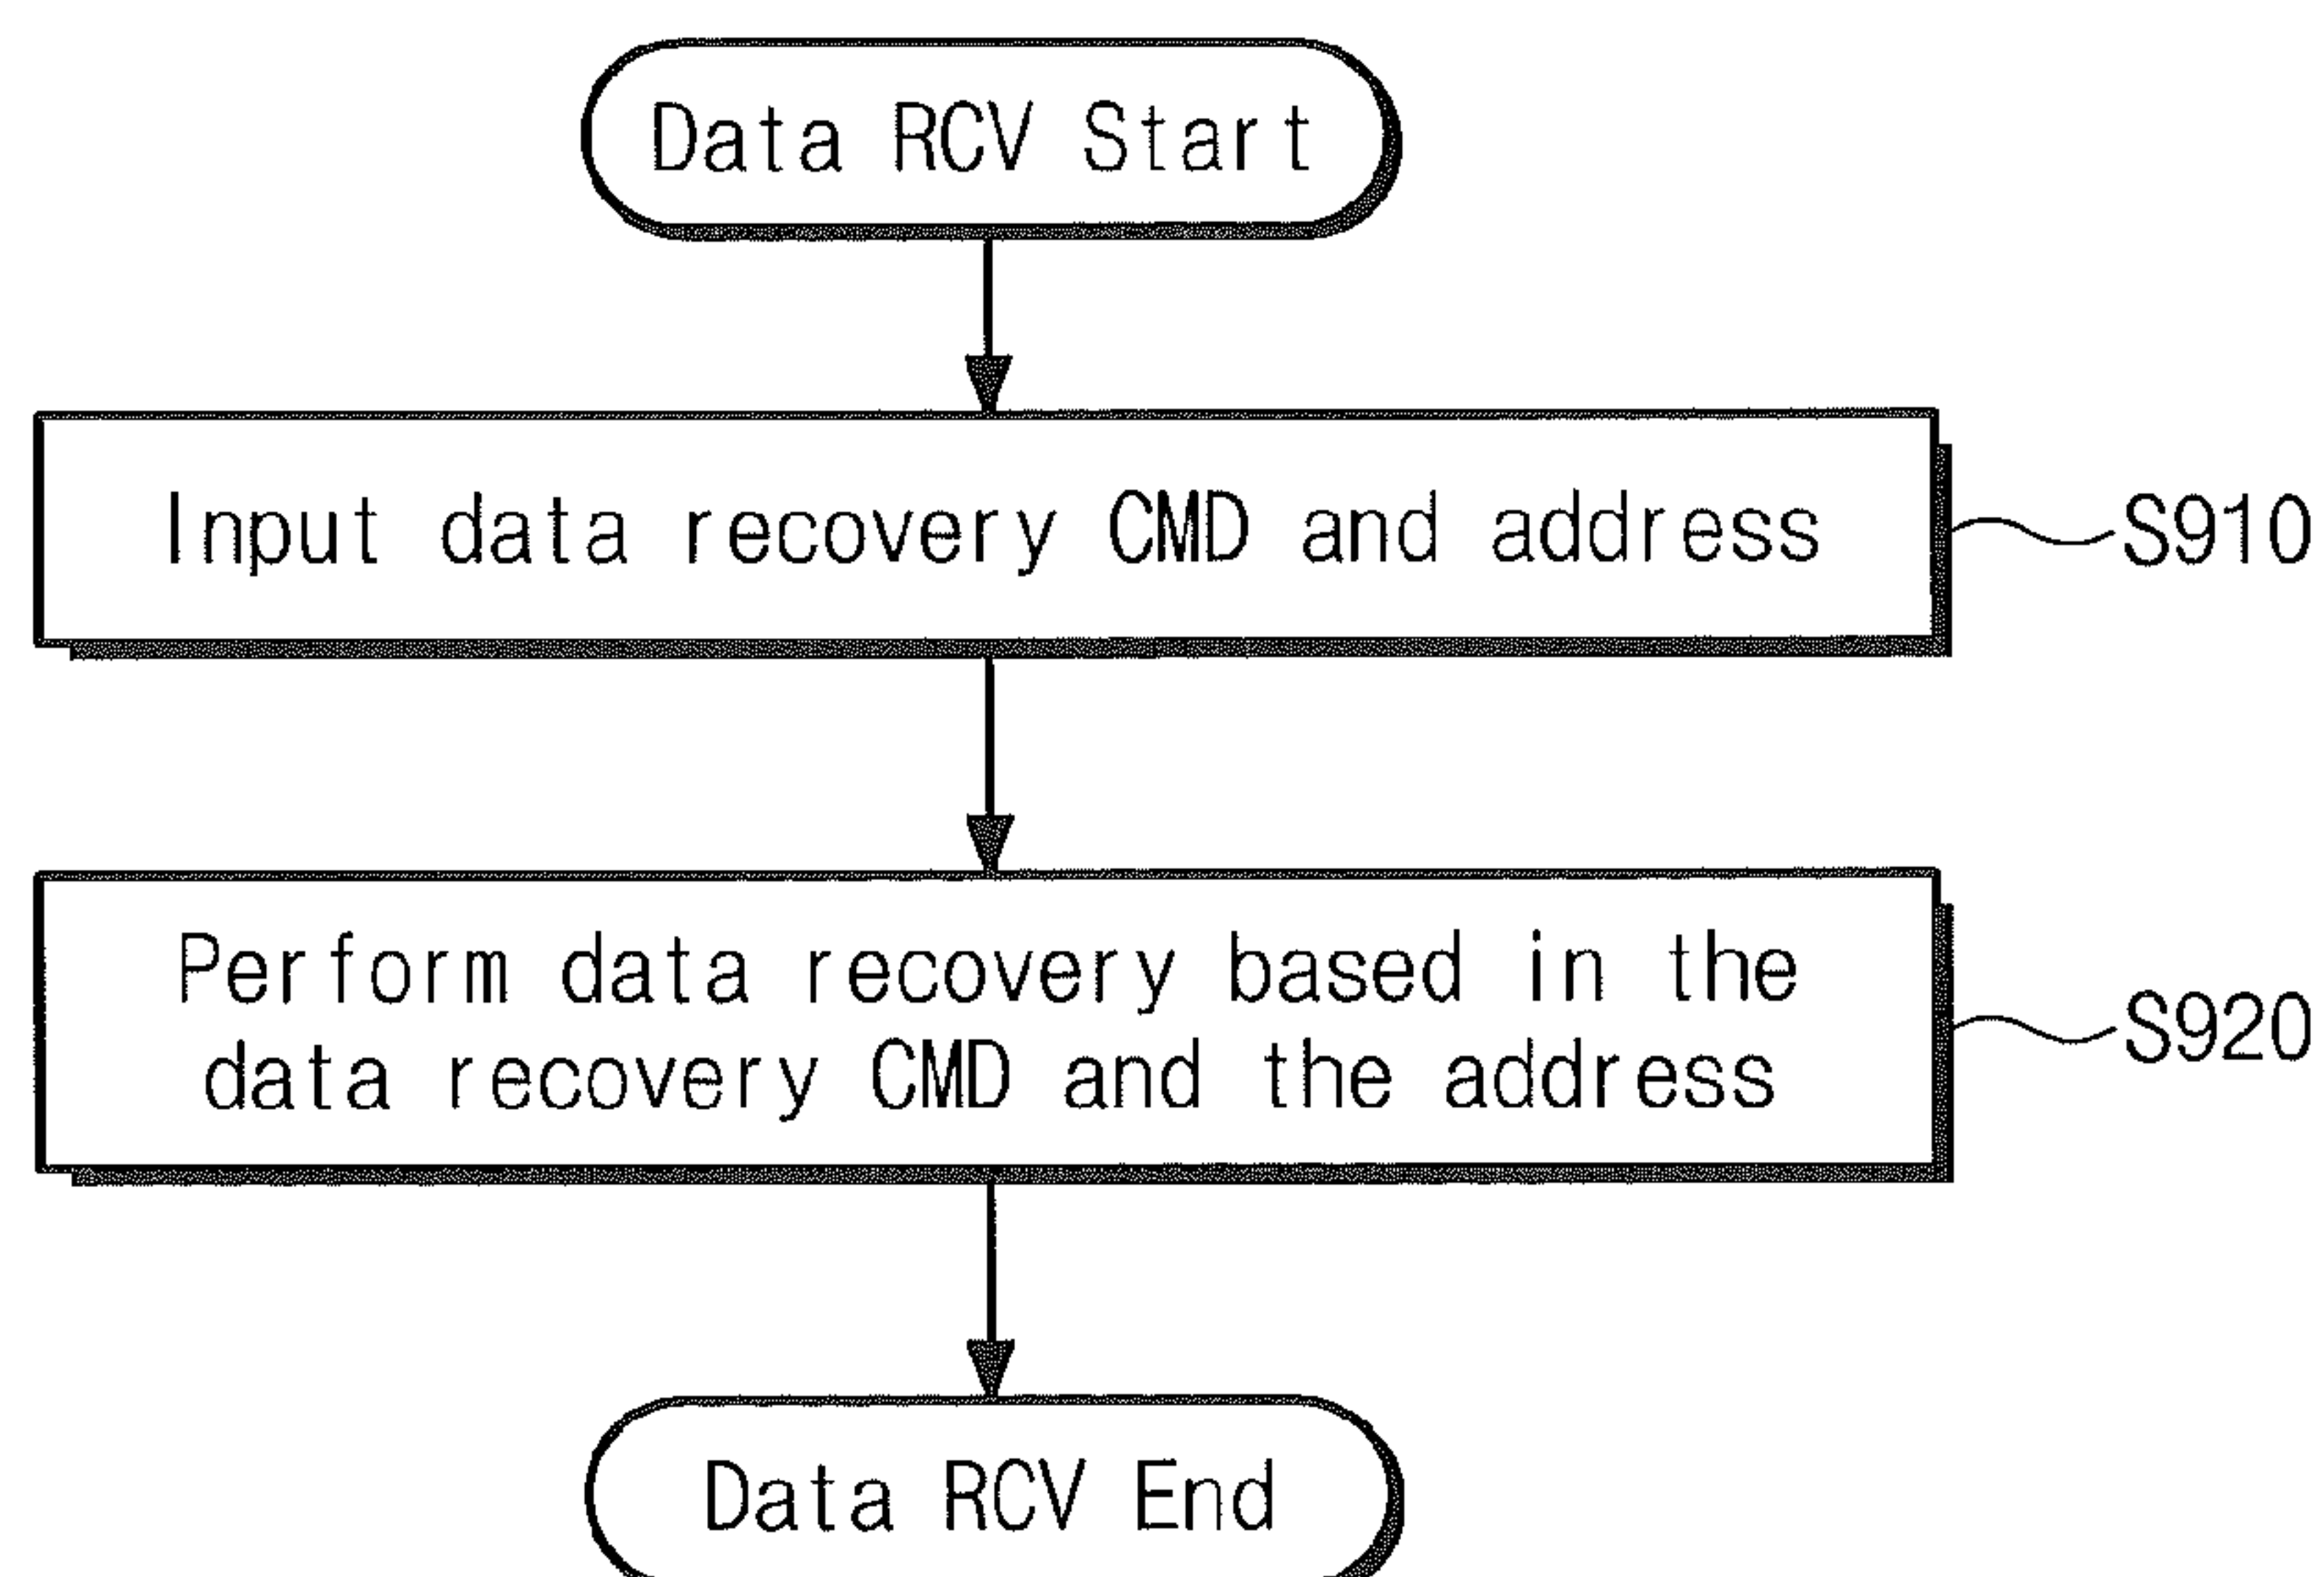 Data RCV Start
Input data recovery CMD and address
S910
Perform data recovery based in the
data recovery CMD and the address
S920
Data RCV End